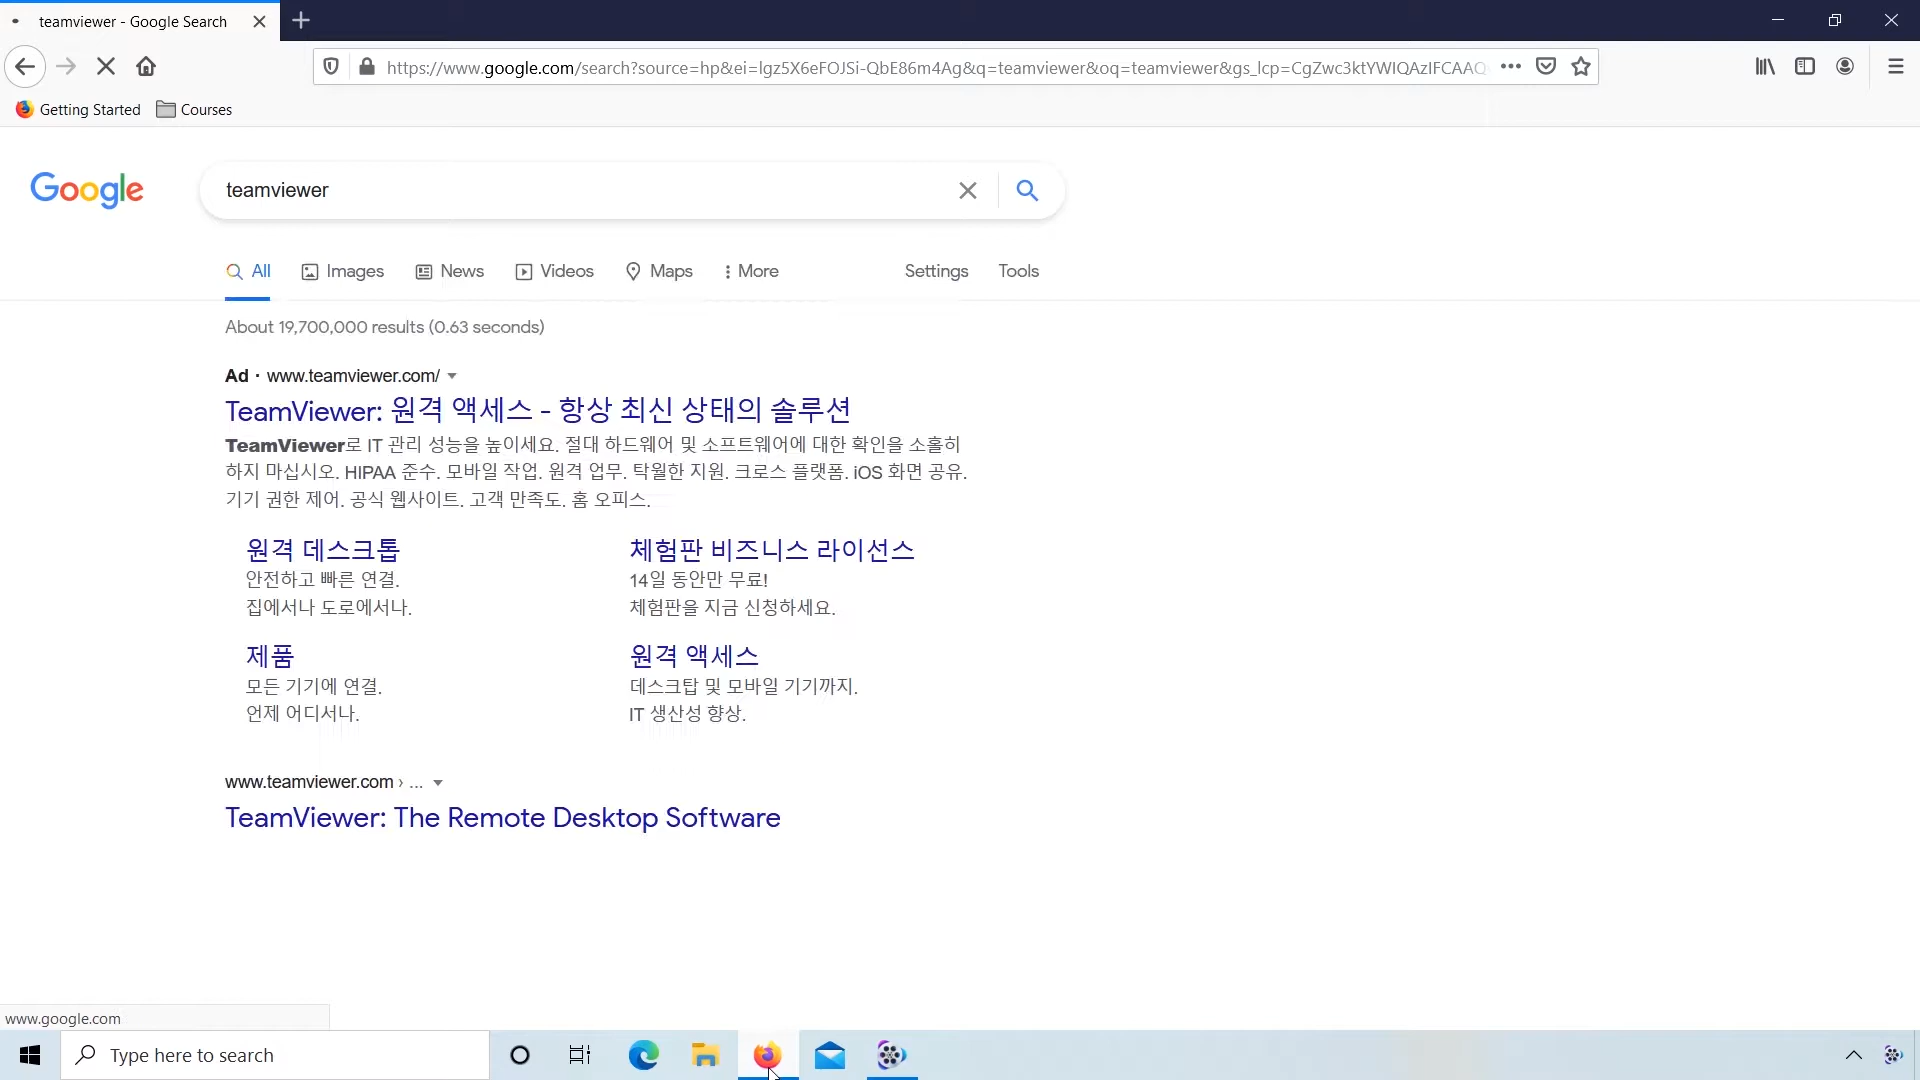 teamviewer - Google Search
https://www.google.com/search?source=hp&ei=lgz5X6eFOJSi-QbE86m4Ag&q=teamviewer&oq=teamviewer&gs_lcp=CgZwc3ktYWIQAzIFCAAQ
Getting Started Courses
Google
teamviewer
All Images News Videos Maps More Settings Tools
About 19,700,000 results (0.63 seconds)
Ad · www.teamviewer.com/
TeamViewer: 원격 액세스 - 항상 최신 상태의 솔루션
TeamViewer로 IT 관리 성능을 높이세요. 절대 하드웨어 및 소프트웨어에 대한 확인을 소홀히
하지 마십시오. HIPAA 준수. 모바일 작업. 원격 업무. 탁월한 지원. 크로스 플랫폼. iOS 화면 공유.
기기 권한 제어. 공식 웹사이트. 고객 만족도. 홈 오피스.
원격 데스크톱
안전하고 빠른 연결.
집에서나 도로에서나.
체험판 비즈니스 라이선스
14일 동안만 무료!
체험판을 지금 신청하세요.
제품
모든 기기에 연결.
언제 어디서나.
원격 액세스
데스크탑 및 모바일 기기까지.
IT 생산성 향상.
www.teamviewer.com › ...
TeamViewer: The Remote Desktop Software
www.google.com
Type here to search